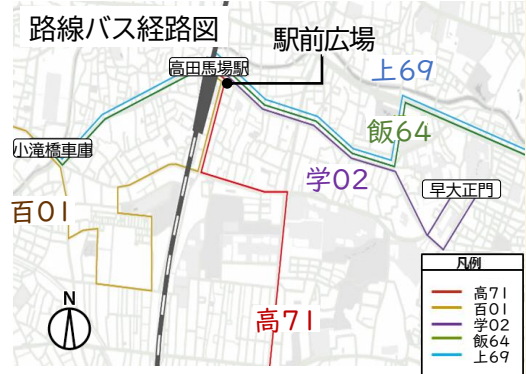 路線バス経路図
駅前広場
高田馬場駅
上69
飯64
小滝橋車庫
学02
早大正門
百01
凡例
高71
百01
学02
飯64
上69
N
高71